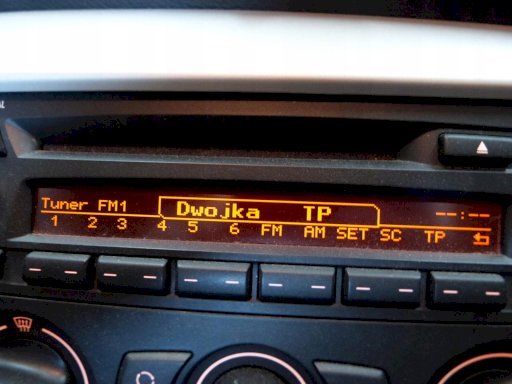 Tuner FM1 Dwojka TP --:--
1 2 3 4 5 6 FM AM SET SC TP